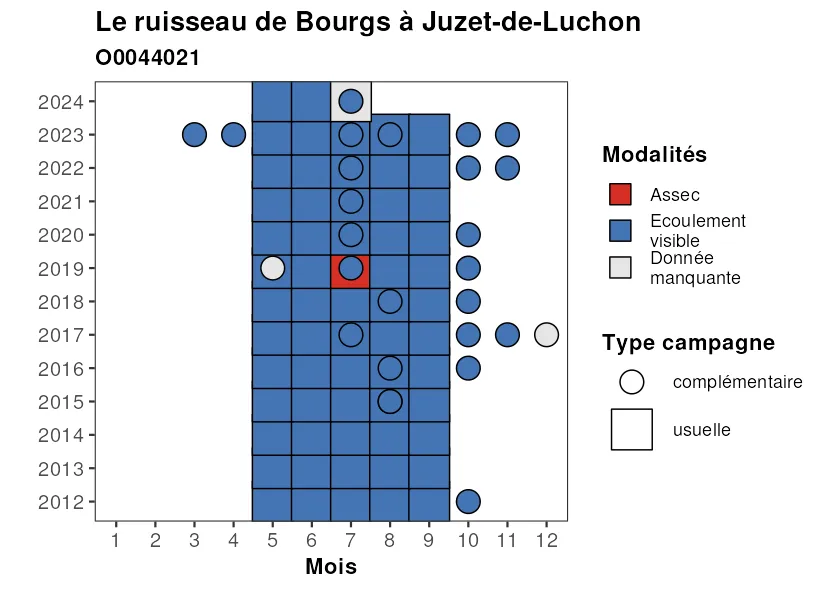 Le ruisseau de Bourgs à Juzet-de-Luchon
O0044021
2024
2023
2022
2021
2020
2019
2018
2017
2016
2015
2014
2013
2012
1 2 3 4 5 6 7 8 9 10 11 12
Mois
Modalités
Assec
Ecoulement
visible
Donnée
manquante
Type campagne
complémentaire
usuelle